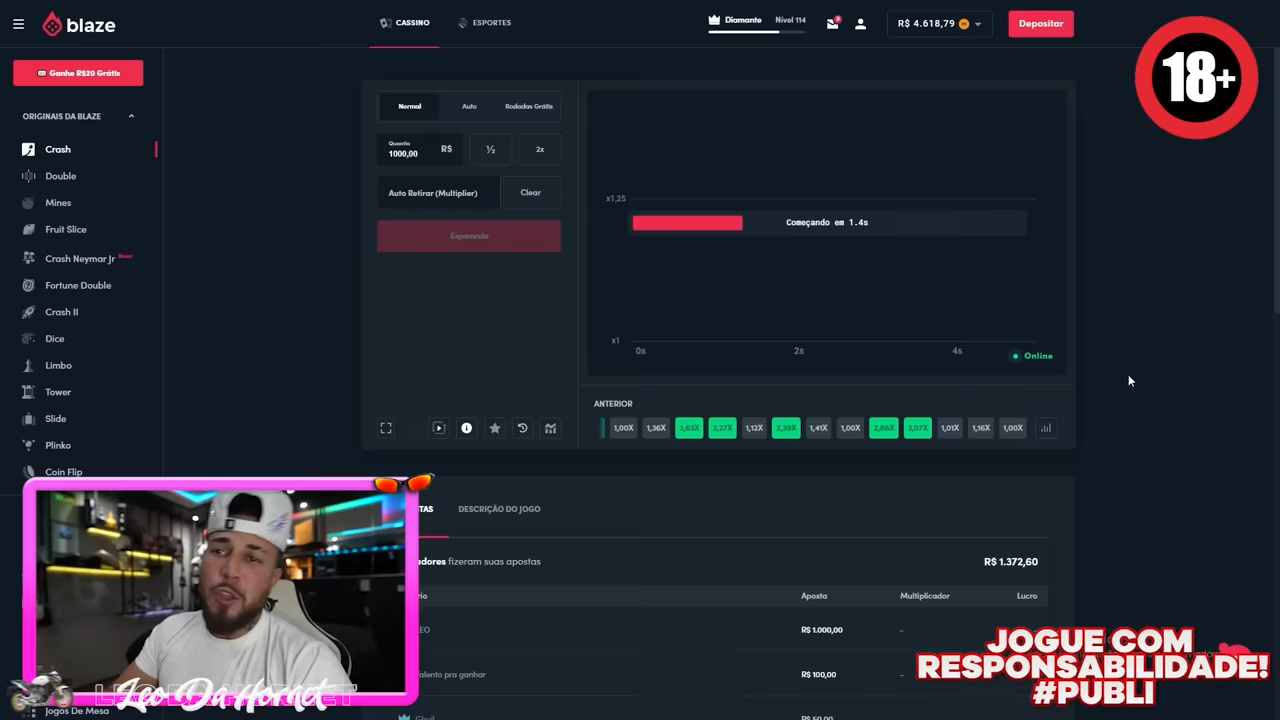 blaze
CASSINO
ESPORTES
Diamante
Nível 114
3
R$ 4.618,79
Depositar
18+
Ganhe R$20 Grátis
ORIGINAIS DA BLAZE
Crash
Double
Mines
Fruit Slice
Crash Neymar Jr Novo!
Fortune Double
Crash II
Dice
Limbo
Tower
Slide
Plinko
Coin Flip
Jogos De Mesa
Normal
Auto
Rodadas Grátis
Quantia
1000,00
R$
½
2x
Auto Retirar (Multiplier)
Clear
Esperando
x1,25
Começando em 1.4s
x1
0s
2s
4s
Online
ANTERIOR
1,00X
1,36X
3,63X
2,27X
1,12X
2,39X
1,41X
1,00X
2,88X
3,07X
1,01X
1,16X
1,00X
DESCRIÇÃO DO JOGO
fizeram suas apostas
R$ 1.372,60
Aposta
Multiplicador
Lucro
R$ 1.000,00
-
R$ 100,00
-
Leo Da Hornet
JOGUE COM
RESPONSABILIDADE!
#PUBLI